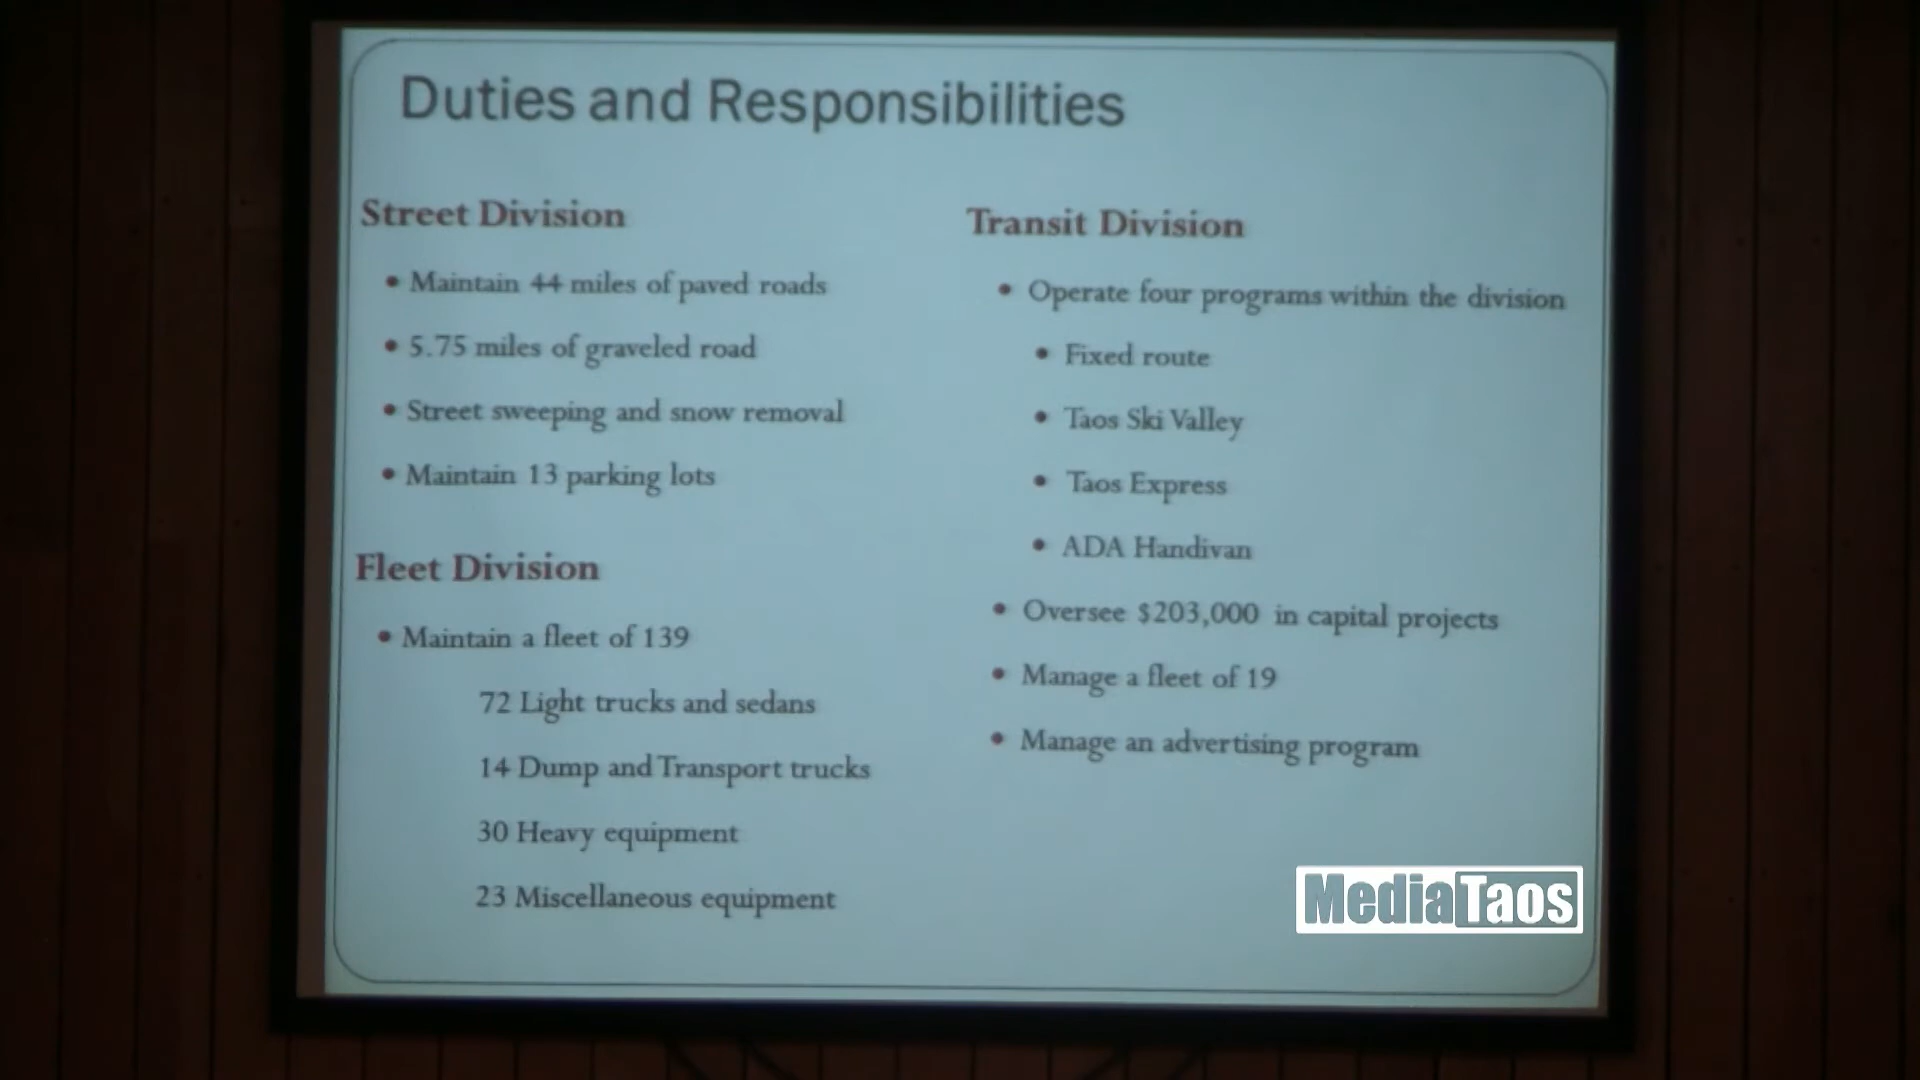 Duties and Responsibilities
Street Division
• Maintain 44 miles of paved roads
• 5.75 miles of graveled road
• Street sweeping and snow removal
• Maintain 13 parking lots
Fleet Division
• Maintain a fleet of 139
72 Light trucks and sedans
14 Dump and Transport trucks
30 Heavy equipment
23 Miscellaneous equipment
Transit Division
• Operate four programs within the division
• Fixed route
• Taos Ski Valley
• Taos Express
• ADA Handivan
• Oversee $203,000 in capital projects
• Manage a fleet of 19
• Manage an advertising program
MediaTaos